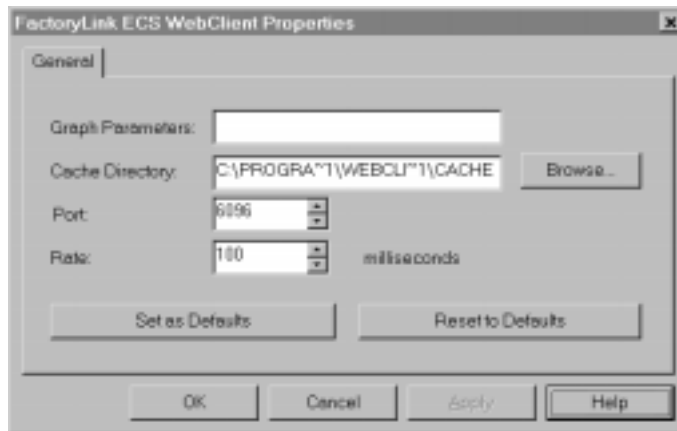 FactoryLink ECS WebClient Properties
General
Graph Parameters:
Cache Directory: C:\PROGRA~1\WEBCLI~1\CACHE Browse...
Port: 6096
Rate: 100 milliseconds
Set as Defaults Reset to Defaults
OK Cancel Apply Help